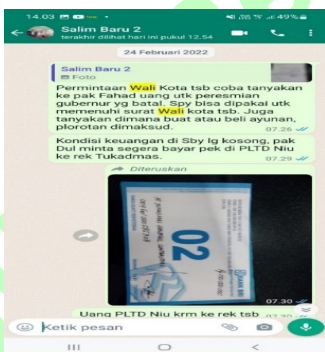 14.03
49%
Salim Baru 2
terakhir dilihat hari ini pukul 12.54
24 Februari 2022
Salim Baru 2
Foto
Permintaan Wali Kota tsb coba tanyakan
ke pak Fahad uang utk peresmian
gubernur yg batal. Spy bisa dipakai utk
memenuhi surat Wali kota tsb. Juga
tanyakan dimana buat atau beli ayunan,
plorotan dimaksud.
07.26
Kondisi keuangan di Sby lg kosong, pak
Dul minta segera bayar pek di PLTD Niu
ke rek Tukadmas.
07.29
Diteruskan
02
BANK BRI
07.30
Uang PLTD Niu krm ke rek tsb
07.30
Ketik pesan